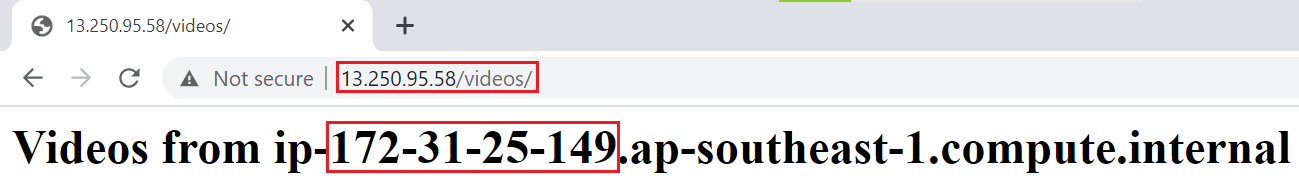 13.250.95.58/videos/
Not secure 13.250.95.58/videos/
Videos from ip-172-31-25-149.ap-southeast-1.compute.internal